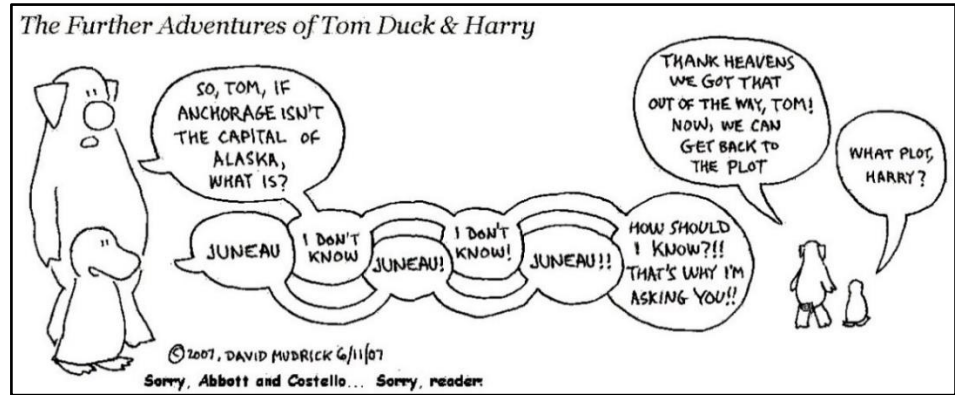 The Further Adventures of Tom Duck & Harry
SO, TOM, IF
ANCHORAGE ISN'T
THE CAPITAL OF
ALASKA,
WHAT IS?
JUNEAU
I DON'T
KNOW
JUNEAU!
I DON'T
KNOW!
JUNEAU!!
HOW SHOULD
I KNOW?!!
THAT'S WHY I'M
ASKING YOU!!
THANK HEAVENS
WE GOT THAT
OUT OF THE WAY, TOM!
NOW, WE CAN
GET BACK TO
THE PLOT
WHAT PLOT,
HARRY?
©2007, DAVID MUDRICK 6/11/07
Sorry, Abbott and Costello... Sorry, reader.